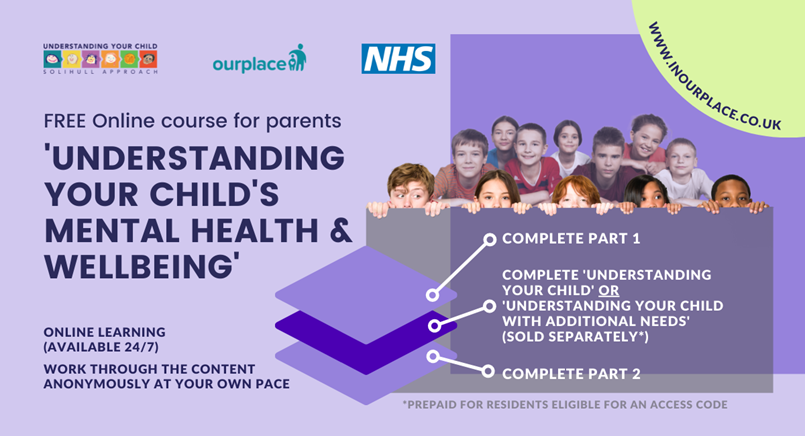 UNDERSTANDING YOUR CHILD
SOLIHULL APPROACH
ourplace
NHS
WWW.INOURPLACE.CO.UK
FREE Online course for parents
'UNDERSTANDING
YOUR CHILD'S
MENTAL HEALTH &
WELLBEING'
ONLINE LEARNING
(AVAILABLE 24/7)
WORK THROUGH THE CONTENT
ANONYMOUSLY AT YOUR OWN PACE
COMPLETE PART 1
COMPLETE 'UNDERSTANDING
YOUR CHILD' OR
'UNDERSTANDING YOUR CHILD
WITH ADDITIONAL NEEDS'
(SOLD SEPARATELY*)
COMPLETE PART 2
*PREPAID FOR RESIDENTS ELIGIBLE FOR AN ACCESS CODE